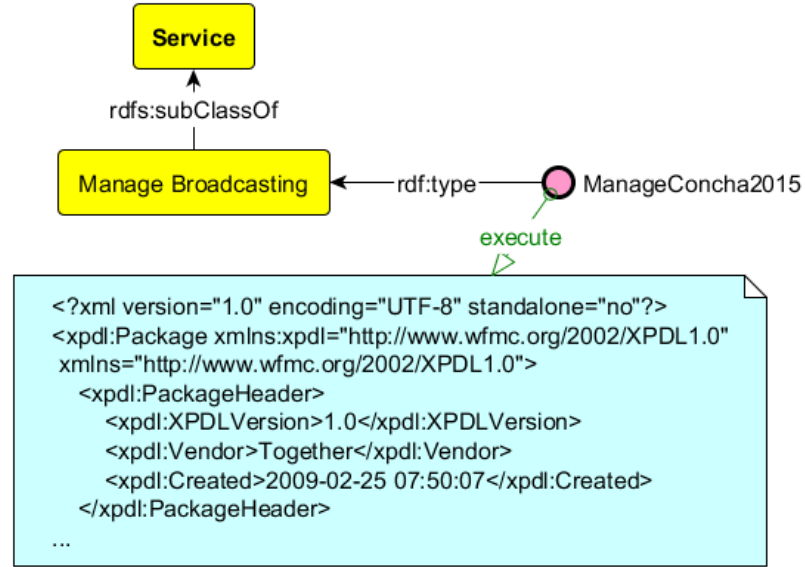 Service
rdfs:subClassOf
Manage Broadcasting
rdf:type
ManageConcha2015
execute
<?xml version="1.0" encoding="UTF-8" standalone="no"?>
<xpdl:Package xmlns:xpdl="http://www.wfmc.org/2002/XPDL1.0"
xmlns="http://www.wfmc.org/2002/XPDL1.0">
<xpdl:PackageHeader>
<xpdl:XPDLVersion>1.0</xpdl:XPDLVersion>
<xpdl:Vendor>Together</xpdl:Vendor>
<xpdl:Created>2009-02-25 07:50:07</xpdl:Created>
</xpdl:PackageHeader>
...